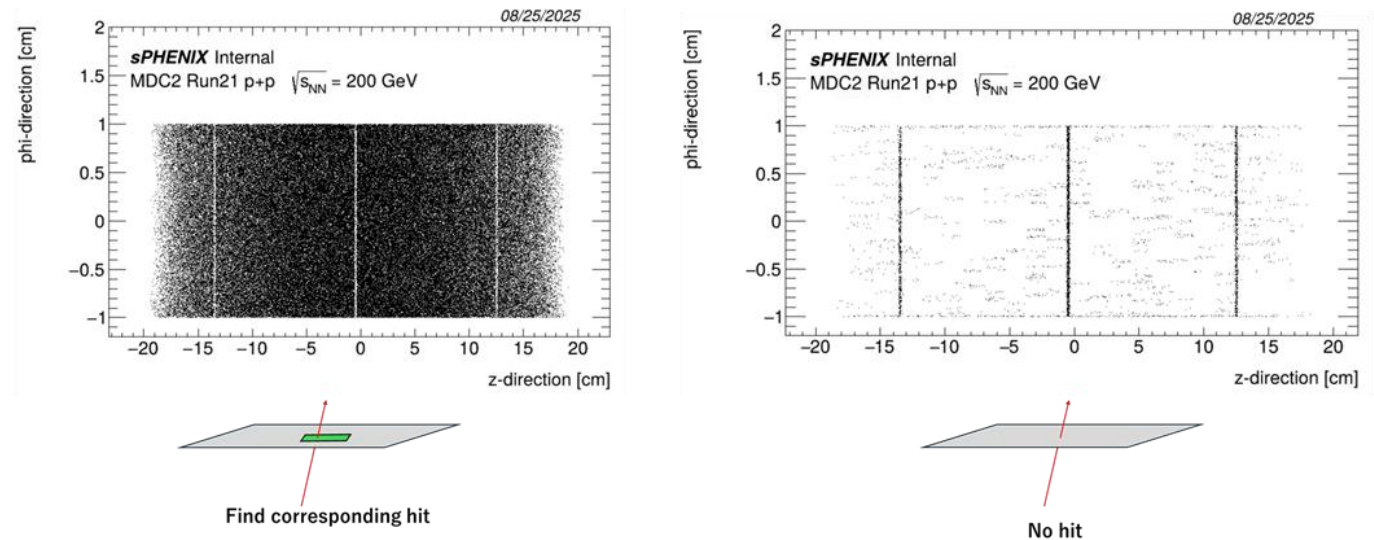 08/25/2025
phi-direction [cm]
sPHENIX Internal
MDC2 Run21 p+p √sNN = 200 GeV
2
1.5
1
0.5
0
−0.5
−1
−20 −15 −10 −5 0 5 10 15 20
z-direction [cm]
Find corresponding hit
08/25/2025
phi-direction [cm]
sPHENIX Internal
MDC2 Run21 p+p √sNN = 200 GeV
2
1.5
1
0.5
0
−0.5
−1
−20 −15 −10 −5 0 5 10 15 20
z-direction [cm]
No hit